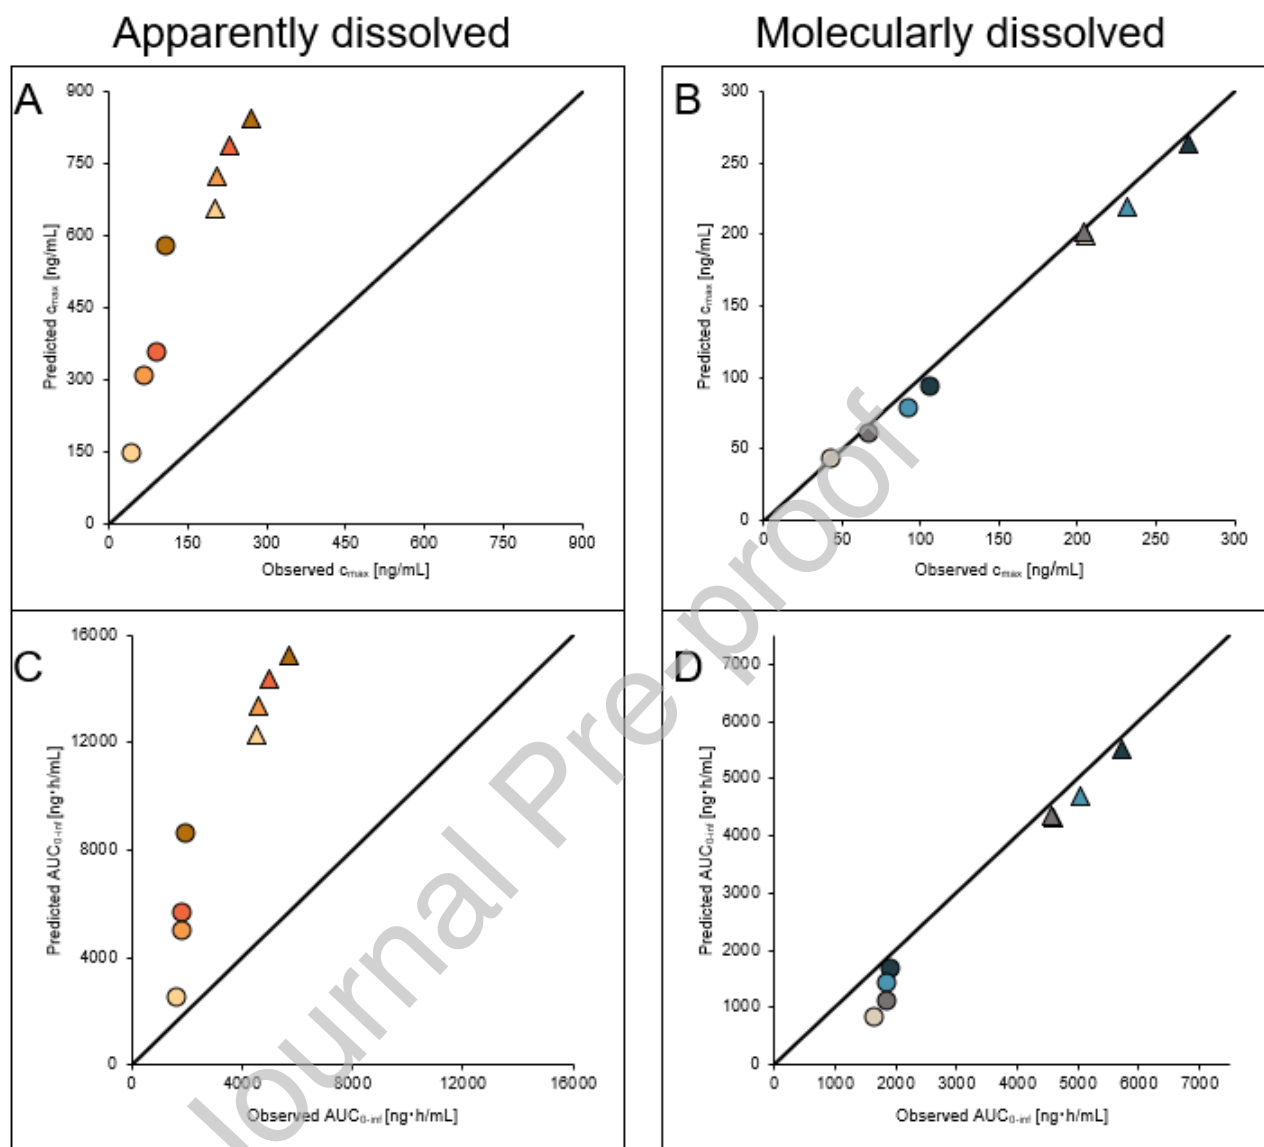 Apparently dissolved
Molecularly dissolved
A
900
750
600
450
300
150
0
0 150 300 450 600 750 900
Predicted cmax [ng/mL]
Observed cmax [ng/mL]
B
300
250
200
150
100
50
0
0 50 100 150 200 250 300
Predicted cmax [ng/mL]
Observed cmax [ng/mL]
C
16000
12000
8000
4000
0
0 4000 8000 12000 16000
Predicted AUC0-inf [ng·h/mL]
Observed AUC0-inf [ng·h/mL]
D
7000
6000
5000
4000
3000
2000
1000
0
0 1000 2000 3000 4000 5000 6000 7000
Predicted AUC0-inf [ng·h/mL]
Observed AUC0-inf [ng·h/mL]
Journal Pre-proof